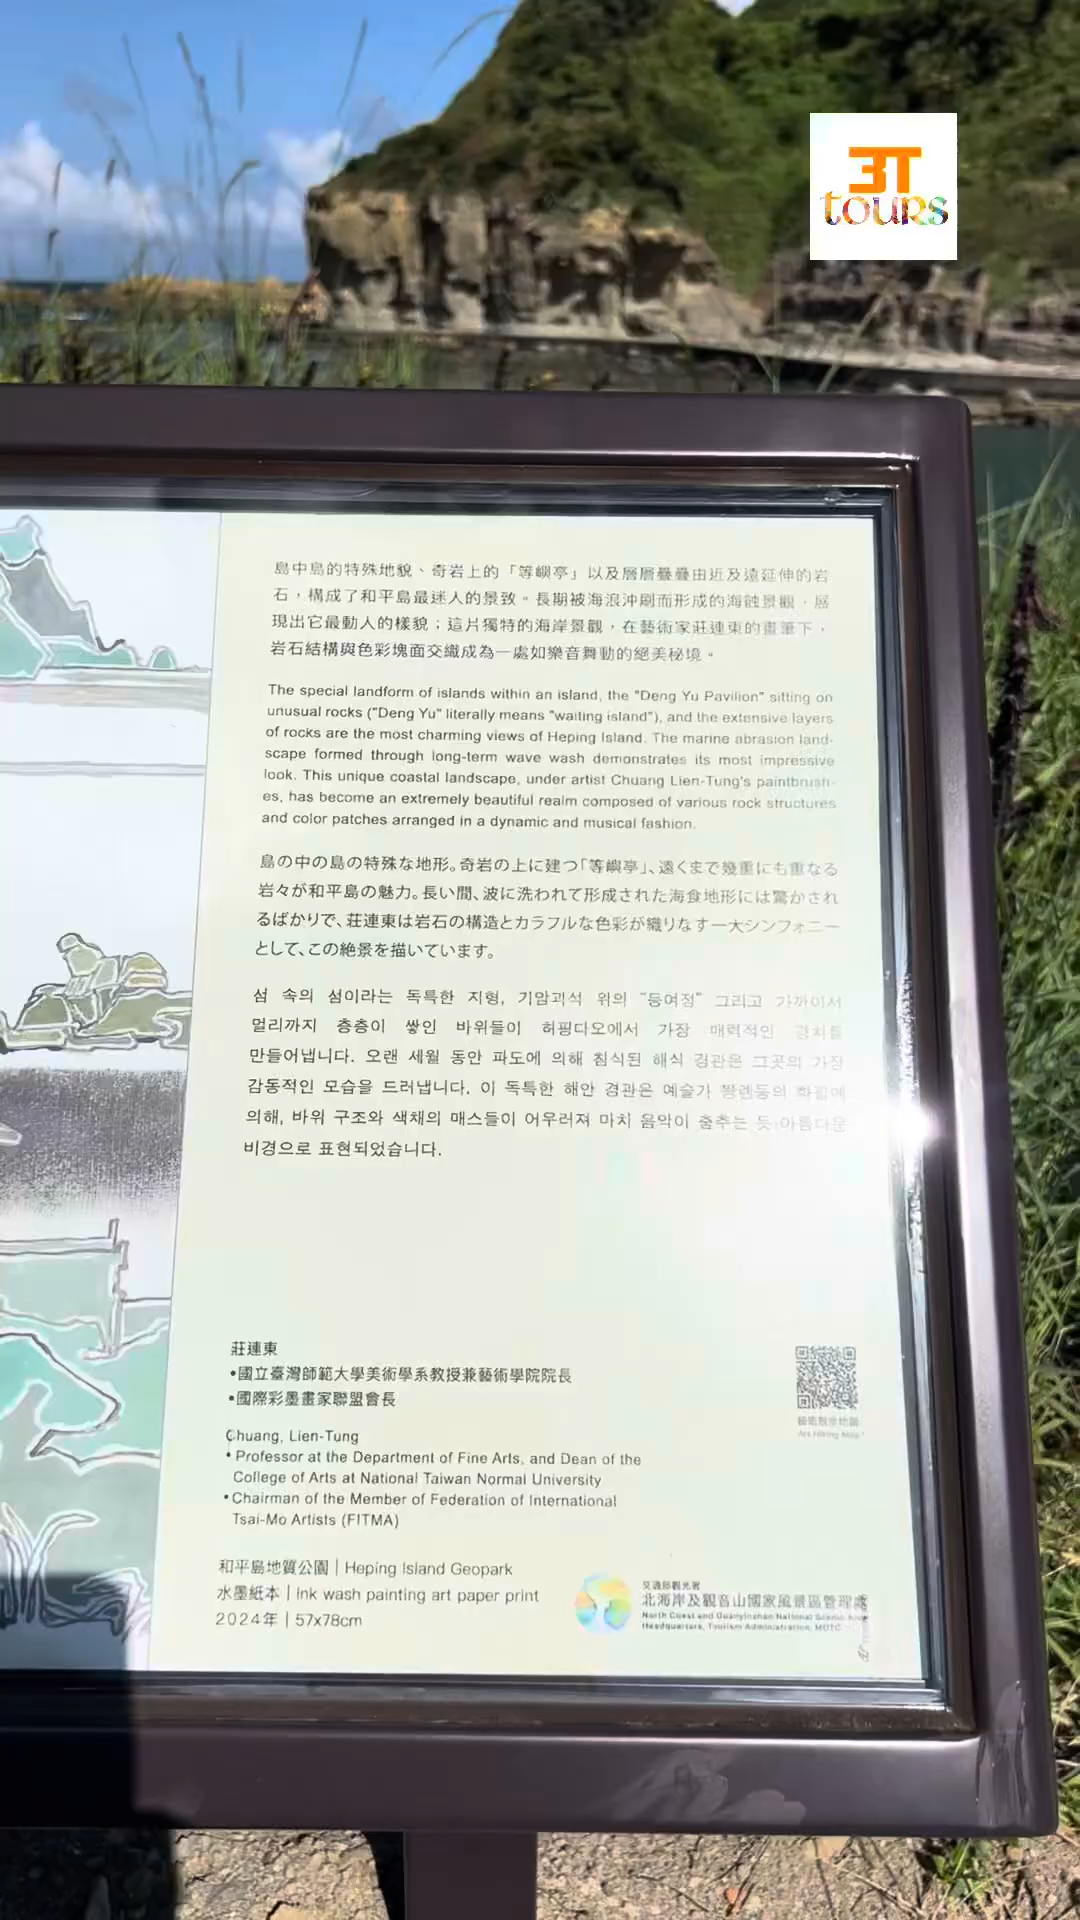 3T
tours
島中島的特殊地貌、奇岩上的「等嶼亭」以及層層疊疊由近及遠延伸的岩
石，構成了和平島最迷人的景致。長期被海浪沖刷而形成的海蝕景觀，展
現出它最動人的樣貌；這片獨特的海岸景觀，在藝術家莊連東的畫筆下，
岩石結構與色彩塊面交織成為一處如樂音舞動的絕美秘境。
The special landform of islands within an island, the "Deng Yu Pavilion" sitting on
unusual rocks ("Deng Yu" literally means "waiting island"), and the extensive layers
of rocks are the most charming views of Heping Island. The marine abrasion land-
scape formed through long-term wave wash demonstrates its most impressive
look. This unique coastal landscape, under artist Chuang Lien-Tung's paintbrush-
es, has become an extremely beautiful realm composed of various rock structures
and color patches arranged in a dynamic and musical fashion.
島の中の島の特殊な地形。奇岩の上に建つ「等嶼亭」、遠くまで幾重にも重なる
岩々が和平島の魅力。長い間、波に洗われて形成された海食地形には驚かされ
るばかりで、莊連東は岩石の構造とカラフルな色彩が織りなす一大シンフォニー
として、この絶景を描いています。
섬 속의 섬이라는 독특한 지형, 기암괴석 위의 "등여정" 그리고 가까이서
멀리까지 층층이 쌓인 바위들이 허핑다오에서 가장 매력적인 경치를
만들어냅니다. 오랜 세월 동안 파도에 의해 침식된 해식 경관은 그곳의 가장
감동적인 모습을 드러냅니다. 이 독특한 해안 경관은 예술가 좡롄둥의 화필에
의해, 바위 구조와 색채의 매스들이 어우러져 마치 음악이 춤추는 듯 아름다운
비경으로 표현되었습니다.
莊連東
•國立臺灣師範大學美術學系教授兼藝術學院院長
•國際彩墨畫家聯盟會長
Chuang, Lien-Tung
• Professor at the Department of Fine Arts, and Dean of the
College of Arts at National Taiwan Normal University
• Chairman of the Member of Federation of International
Tsai-Mo Artists (FITMA)
藝術散步地圖
Art Hiking Map
和平島地質公園 | Heping Island Geopark
水墨紙本 | Ink wash painting art paper print
2024年 | 57x78cm
交通部觀光署
北海岸及觀音山國家風景區管理處
North Coast and Guanyinshan National Scenic Area
Headquarters, Tourism Administration, MOTC